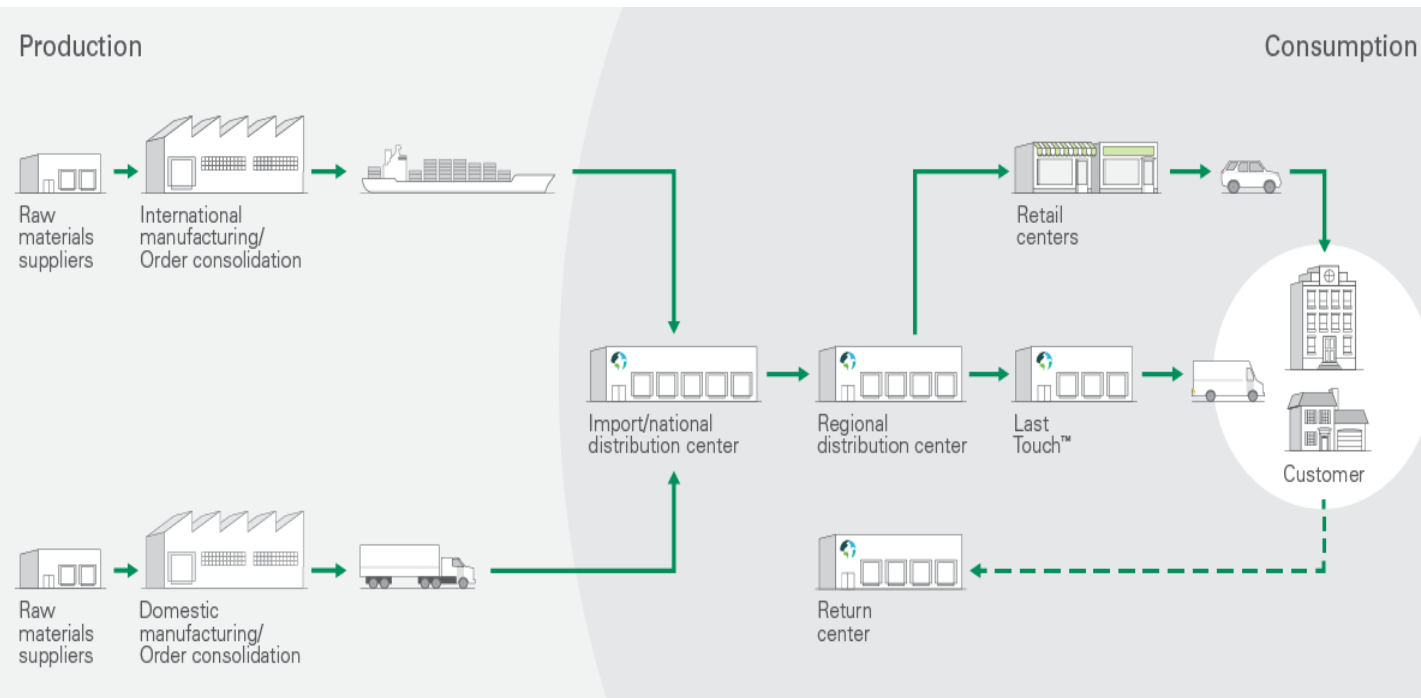 Production
Consumption
Raw
materials
suppliers
International
manufacturing/
Order consolidation
Retail
centers
Import/national
distribution center
Regional
distribution center
Last
Touch™
Customer
Raw
materials
suppliers
Domestic
manufacturing/
Order consolidation
Return
center